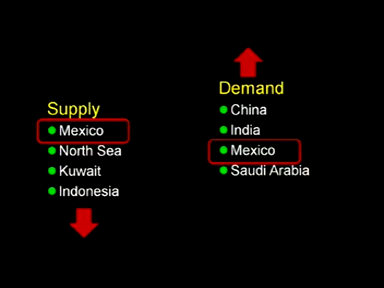 Supply
Mexico
North Sea
Kuwait
Indonesia
Demand
China
India
Mexico
Saudi Arabia